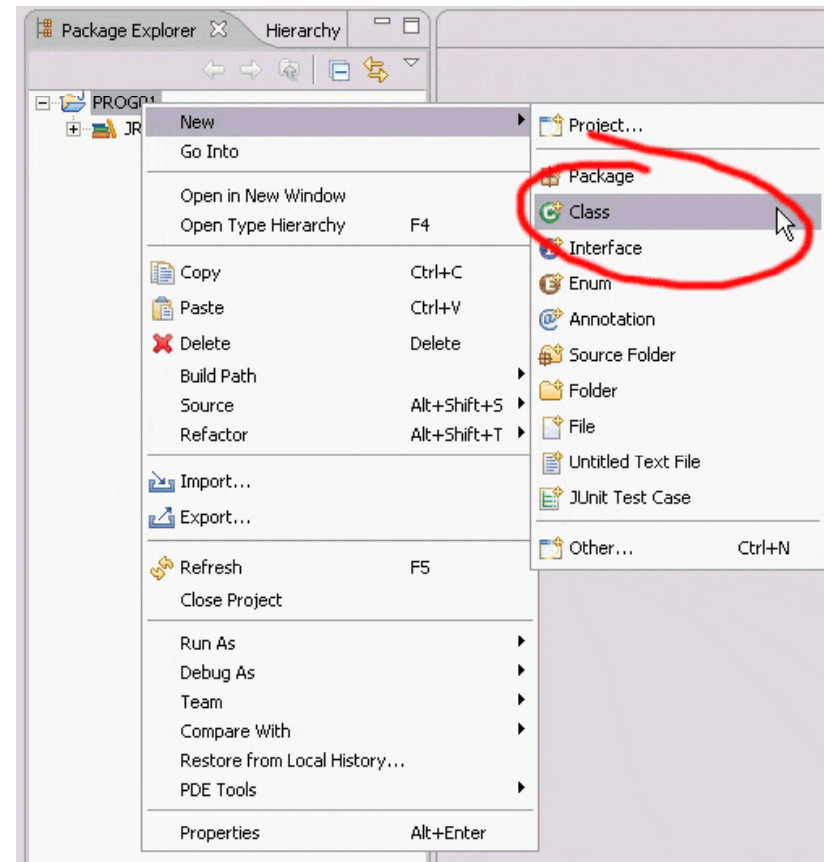 Package Explorer Hierarchy
PROG01
JR
New
Go Into
Open in New Window
Open Type Hierarchy F4
Copy Ctrl+C
Paste Ctrl+V
Delete Delete
Build Path
Source Alt+Shift+S
Refactor Alt+Shift+T
Import...
Export...
Refresh F5
Close Project
Run As
Debug As
Team
Compare With
Restore from Local History...
PDE Tools
Properties Alt+Enter
Project...
Package
Class
Interface
Enum
Annotation
Source Folder
Folder
File
Untitled Text File
JUnit Test Case
Other... Ctrl+N